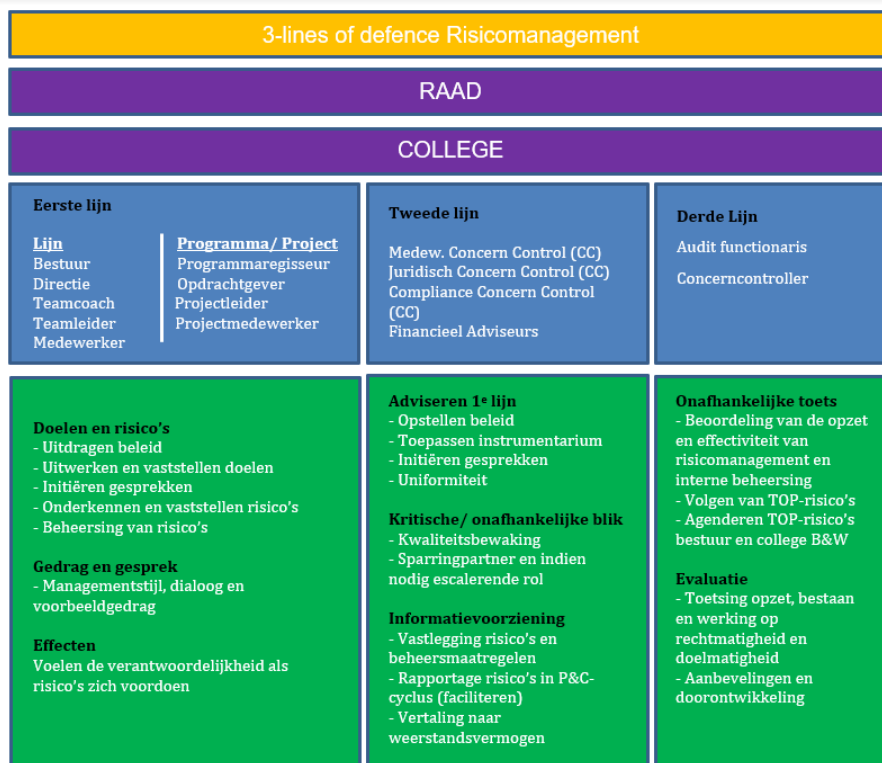 3-lines of defence Risicomanagement
RAAD
COLLEGE
Eerste lijn
Lijn
Bestuur
Directie
Teamcoach
Teamleider
Medewerker
Programma/ Project
Programmaregisseur
Opdrachtgever
Projectleider
Projectmedewerker
Tweede lijn
Medew. Concern Control (CC)
Juridisch Concern Control (CC)
Compliance Concern Control
(CC)
Financieel Adviseurs
Derde Lijn
Audit functionaris
Concerncontroller
Doelen en risico's
- Uitdragen beleid
- Uitwerken en vaststellen doelen
- Initiëren gesprekken
- Onderkennen en vaststellen risico's
- Beheersing van risico's
Gedrag en gesprek
- Managementstijl, dialoog en
voorbeeldgedrag
Effecten
Voelen de verantwoordelijkheid als
risico's zich voordoen
Adviseren 1e lijn
- Opstellen beleid
- Toepassen instrumentarium
- Initiëren gesprekken
- Uniformiteit
Kritische/ onafhankelijke blik
- Kwaliteitsbewaking
- Sparringpartner en indien
nodig escalerende rol
Informatievoorziening
- Vastlegging risico's en
beheersmaatregelen
- Rapportage risico's in P&C-
cyclus (faciliteren)
- Vertaling naar
weerstandsvermogen
Onafhankelijke toets
- Beoordeling van de opzet
en effectiviteit van
risicomanagement en
interne beheersing
- Volgen van TOP-risico's
- Agenderen TOP-risico's
bestuur en college B&W
Evaluatie
- Toetsing opzet, bestaan
en werking op
rechtmatigheid en
doelmatigheid
- Aanbevelingen en
doorontwikkeling